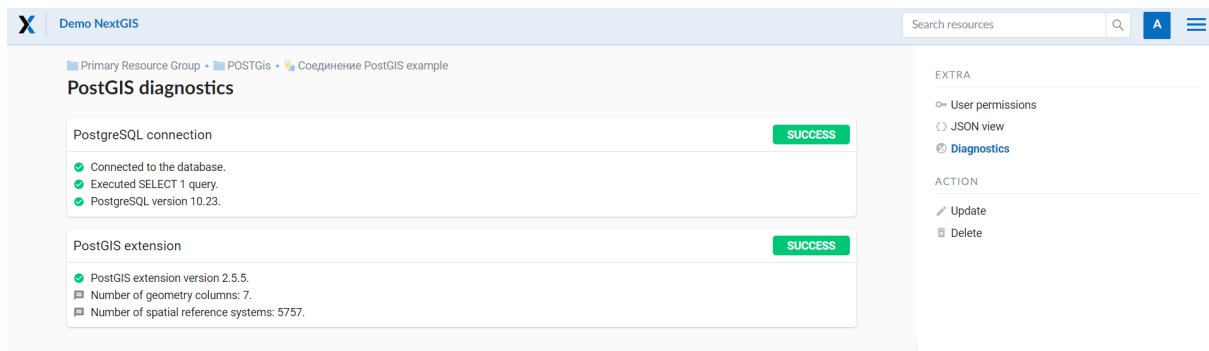 Demo NextGIS
Search resources
A
Primary Resource Group • POSTGis • Соединение PostGIS example
PostGIS diagnostics
PostgreSQL connection
SUCCESS
Connected to the database.
Executed SELECT 1 query.
PostgreSQL version 10.23.
PostGIS extension
SUCCESS
PostGIS extension version 2.5.5.
Number of geometry columns: 7.
Number of spatial reference systems: 5757.
EXTRA
User permissions
JSON view
Diagnostics
ACTION
Update
Delete